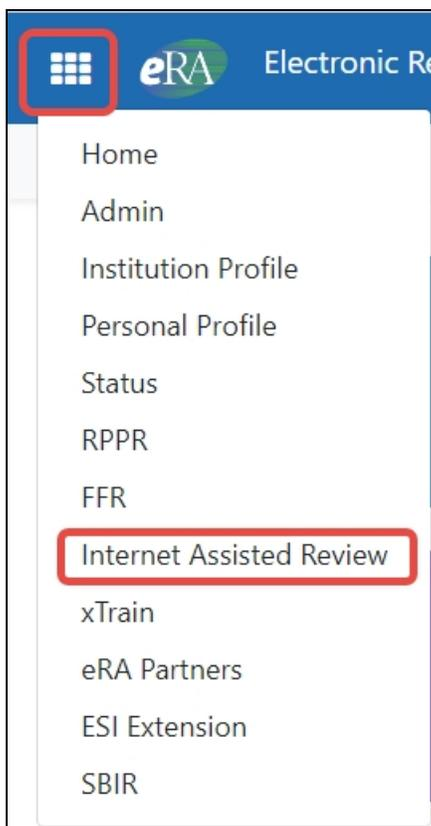 eRA Electronic Re
Home
Admin
Institution Profile
Personal Profile
Status
RPPR
FFR
Internet Assisted Review
xTrain
eRA Partners
ESI Extension
SBIR